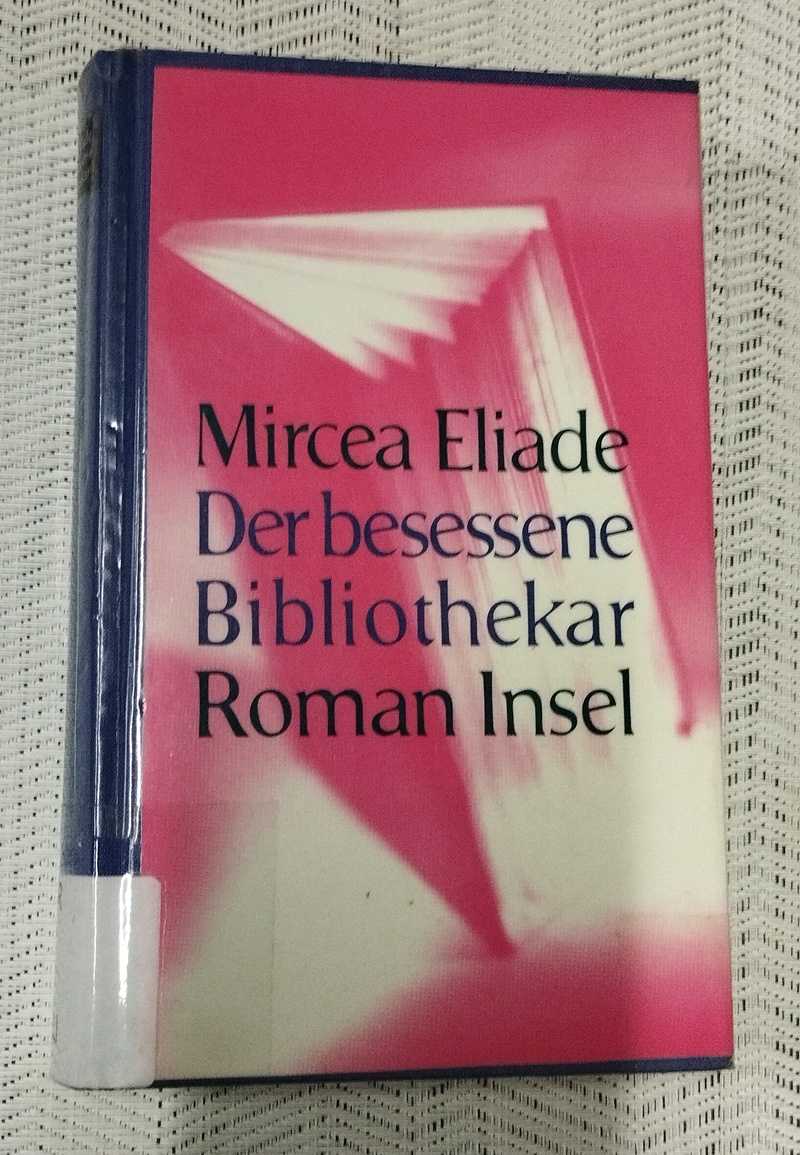 Mircea Eliade
Der besessene
Bibliothekar
Roman Insel